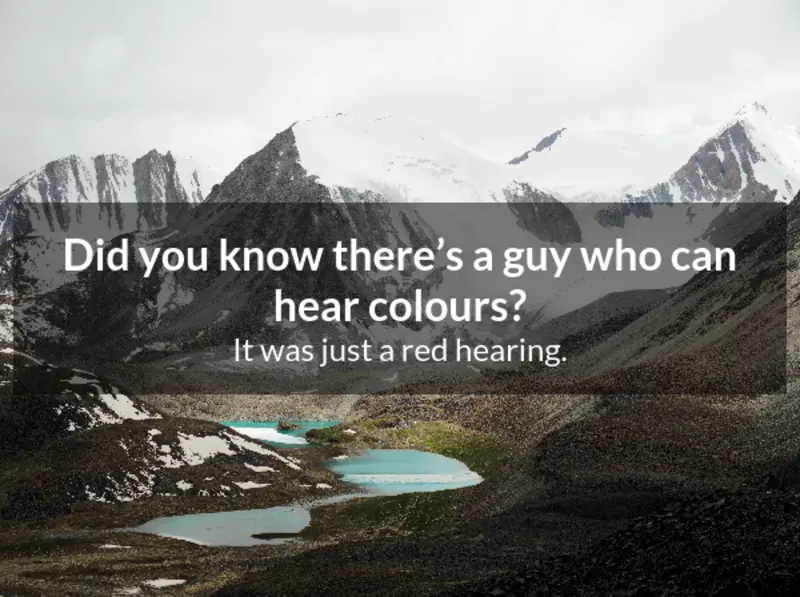 Did you know there’s a guy who can
hear colours?
It was just a red hearing.